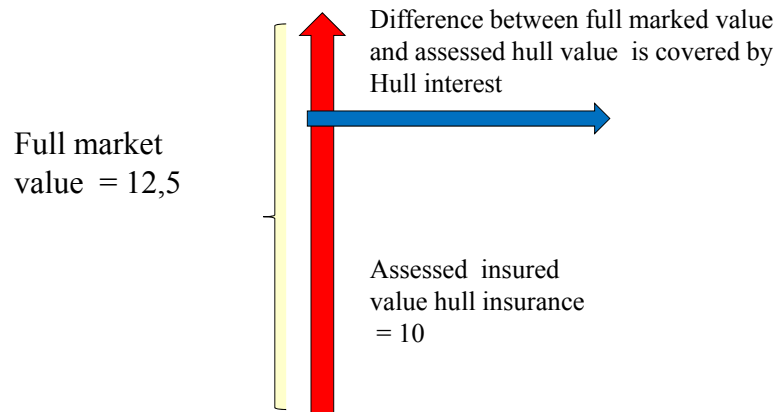 Difference between full marked value
and assessed hull value is covered by
Hull interest
Full market
value = 12,5
Assessed insured
value hull insurance
= 10